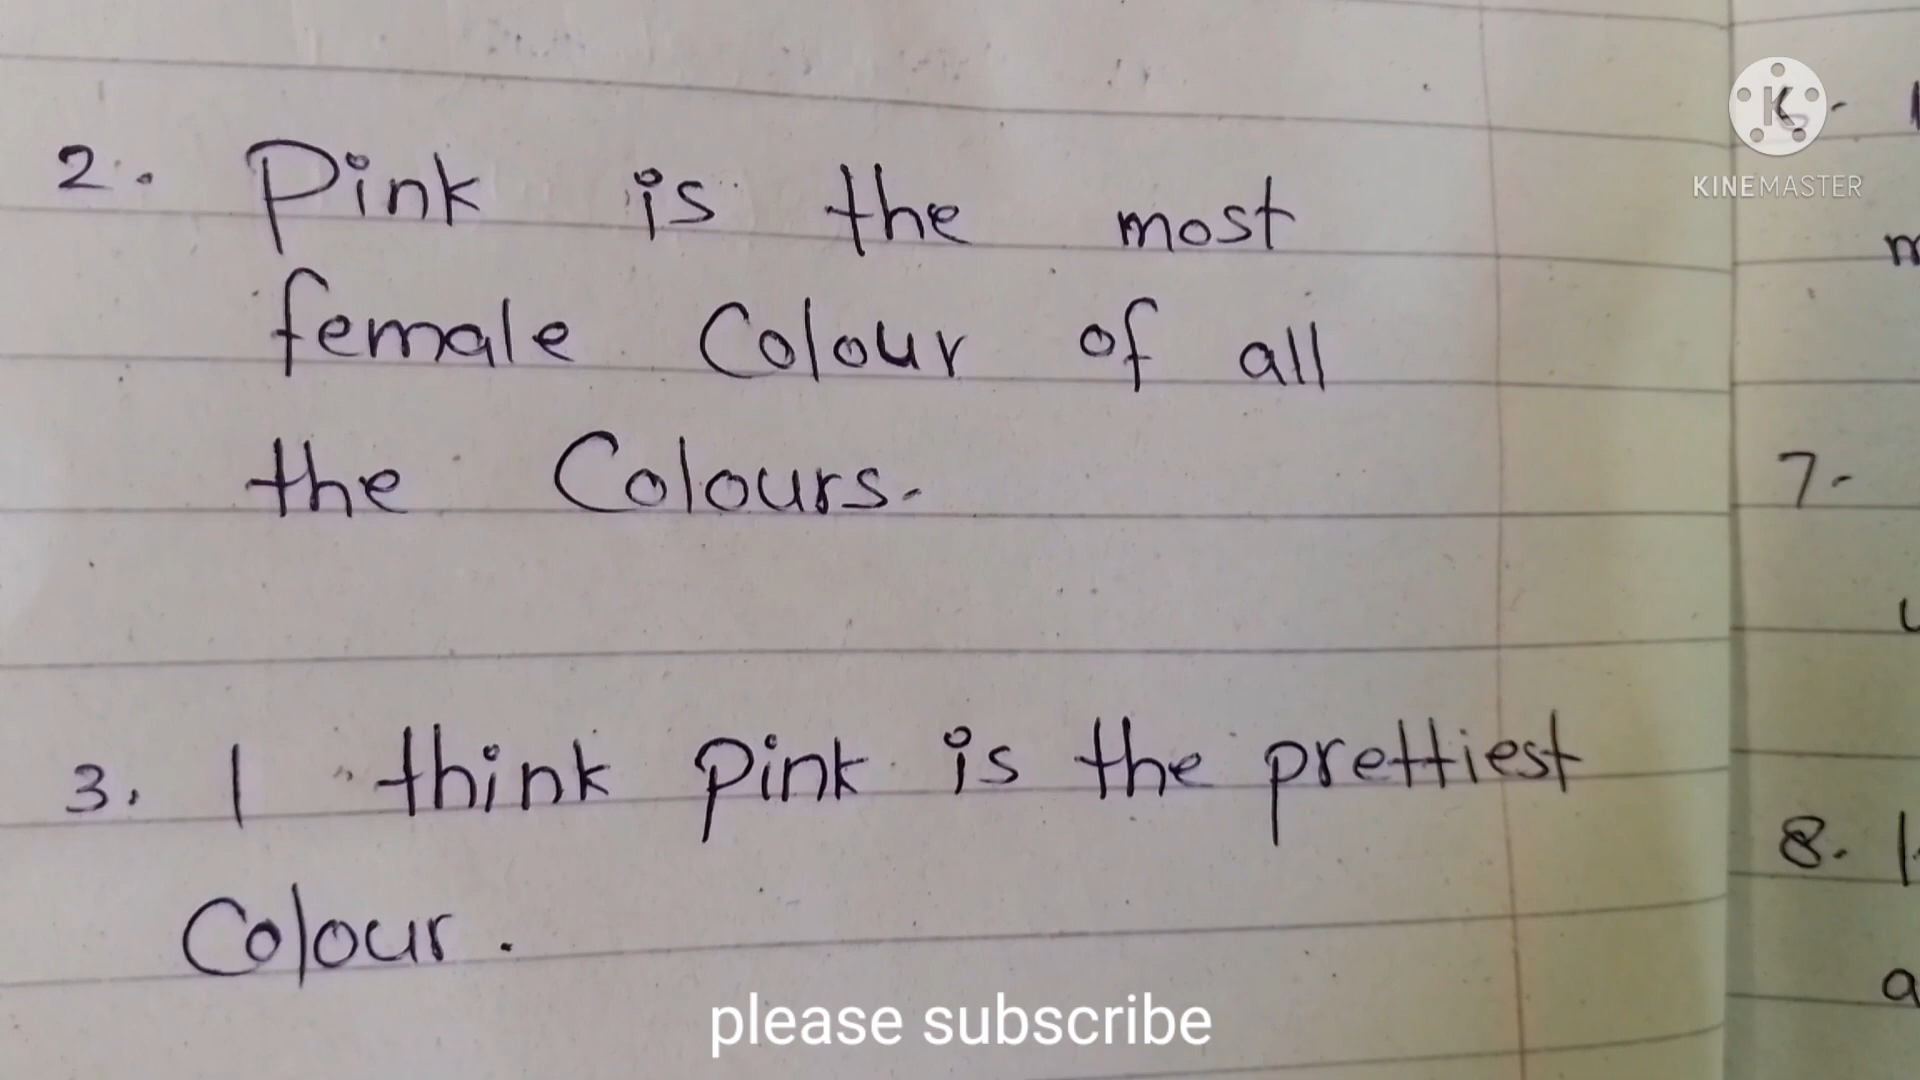 2. Pink is the most
female Colour of all
the Colours.
3. I think pink is the prettiest
Colour.
7.
8.
KINEMASTER
please subscribe